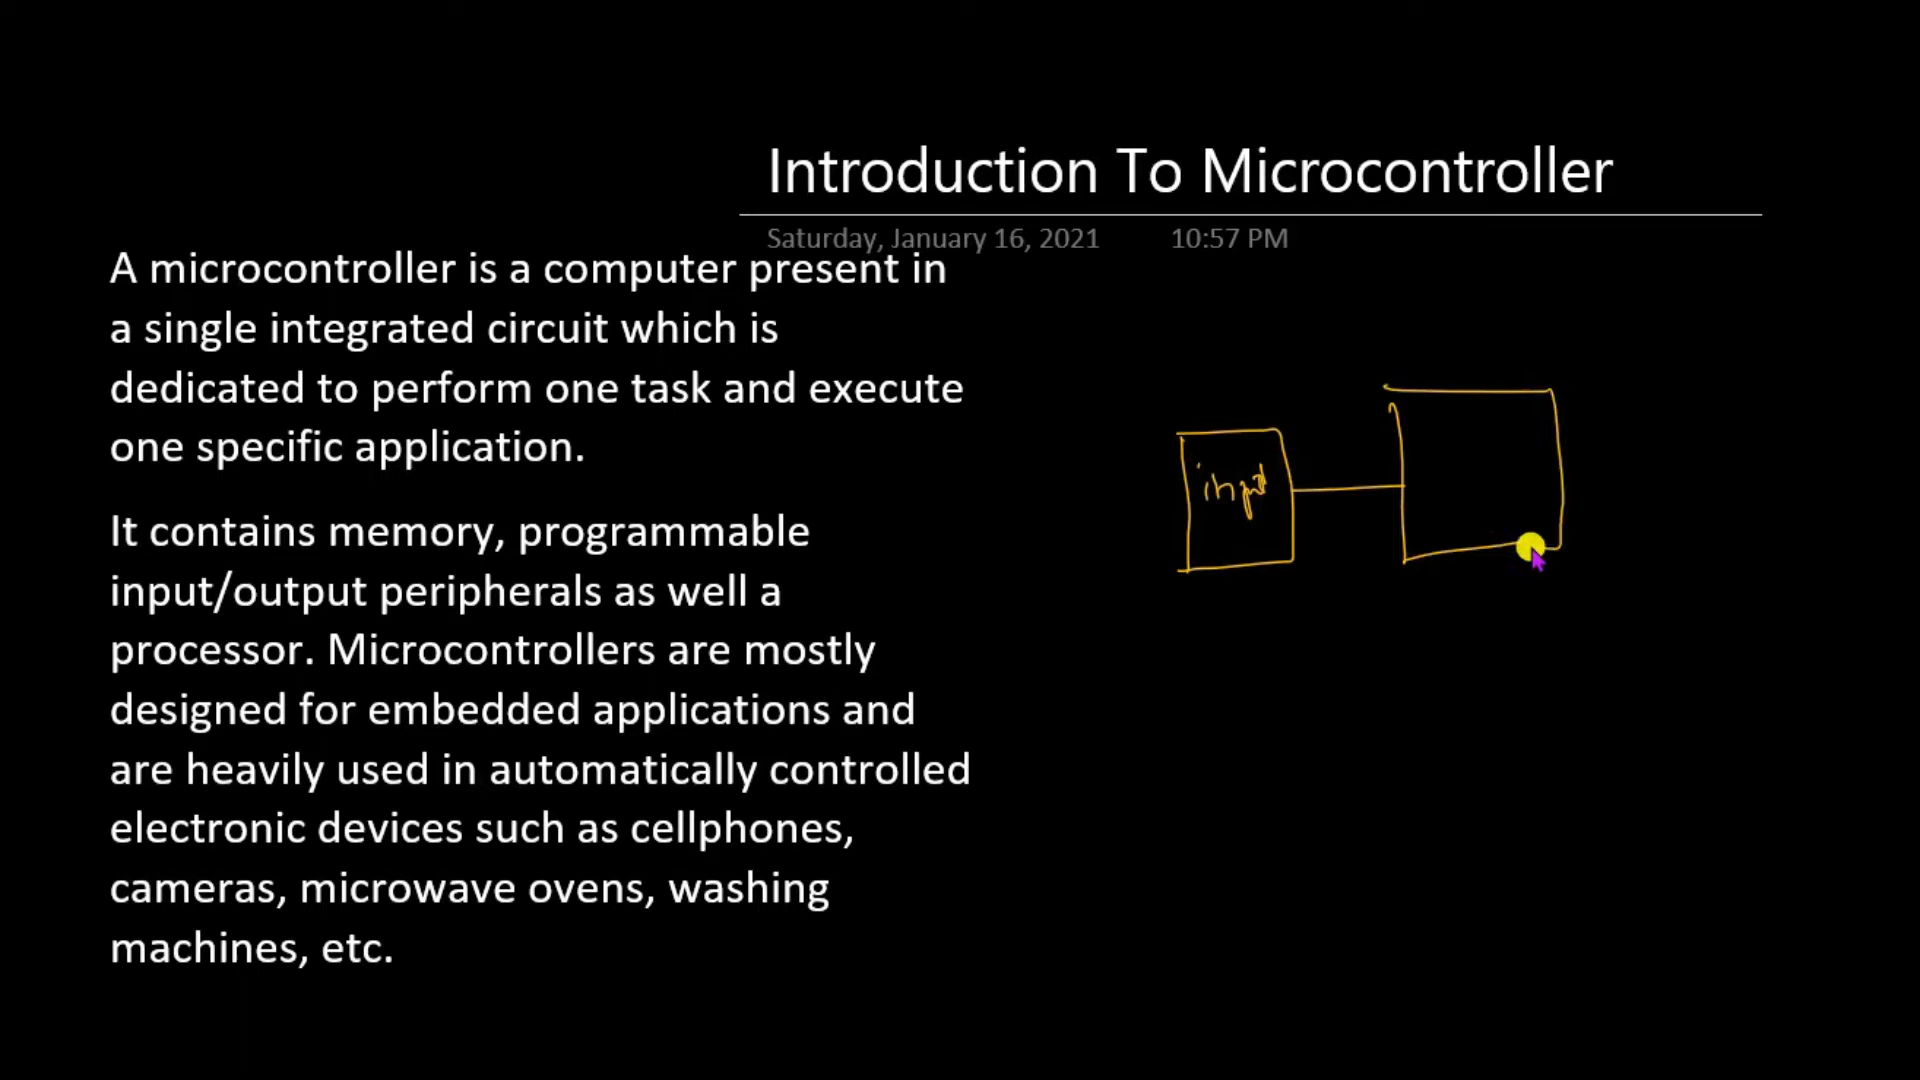 Introduction To Microcontroller
Saturday, January 16, 2021 10:57 PM
A microcontroller is a computer present in
a single integrated circuit which is
dedicated to perform one task and execute
one specific application.
It contains memory, programmable
input/output peripherals as well a
processor. Microcontrollers are mostly
designed for embedded applications and
are heavily used in automatically controlled
electronic devices such as cellphones,
cameras, microwave ovens, washing
machines, etc.
input